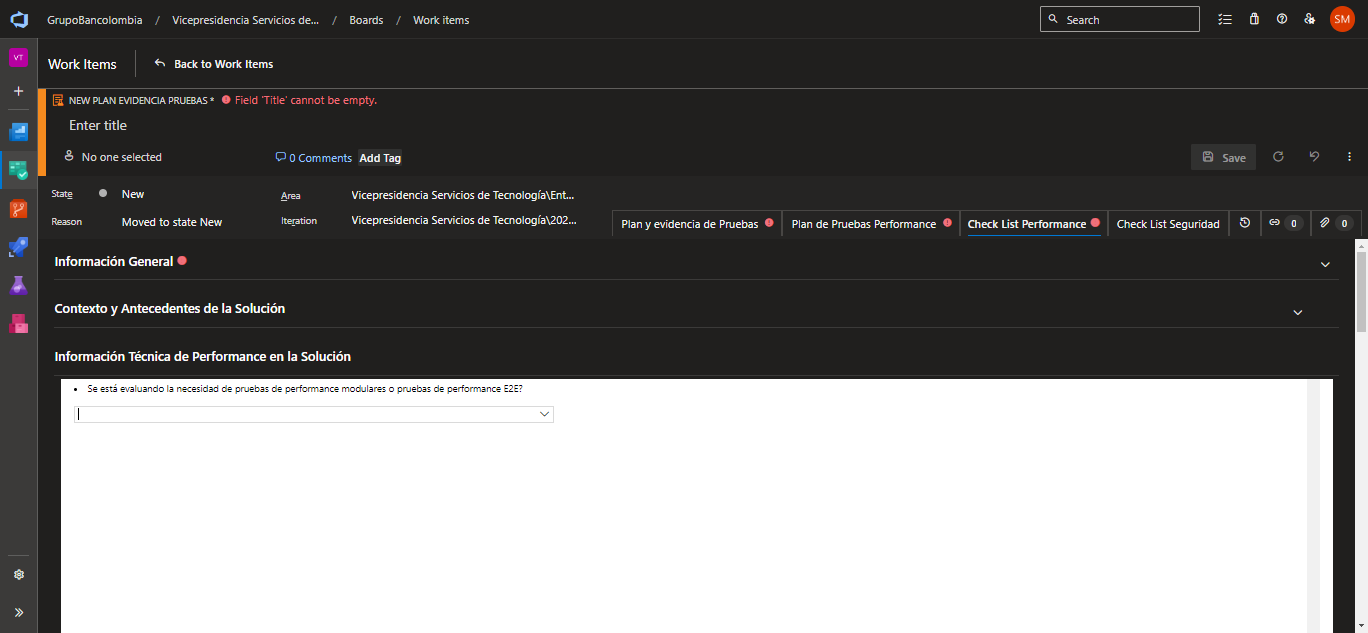 GrupoBancolombia / Vicepresidencia Servicios de... / Boards / Work items
Search
SM
VT
Work Items
Back to Work Items
NEW PLAN EVIDENCIA PRUEBAS * Field 'Title' cannot be empty.
Enter title
No one selected
0 Comments
Add Tag
Save
State
New
Area
Vicepresidencia Servicios de Tecnología\Ent...
Reason
Moved to state New
Iteration
Vicepresidencia Servicios de Tecnología\202...
Plan y evidencia de Pruebas
Plan de Pruebas Performance
Check List Performance
Check List Seguridad
0
0
Información General
Contexto y Antecedentes de la Solución
Información Técnica de Performance en la Solución
• Se está evaluando la necesidad de pruebas de performance modulares o pruebas de performance E2E?